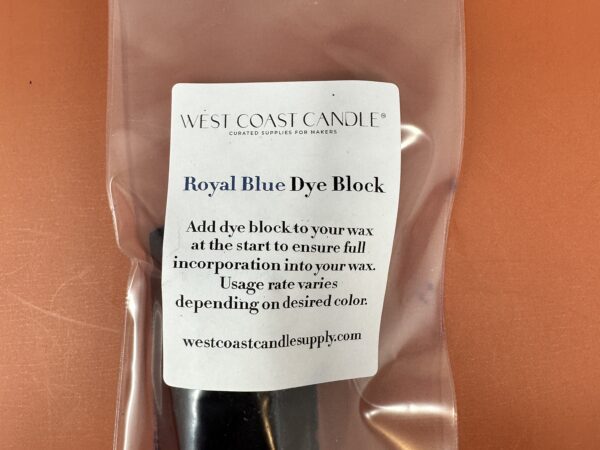 WEST COAST CANDLE®
CURATED SUPPLIES FOR MAKERS
Royal Blue Dye Block
Add dye block to your wax
at the start to ensure full
incorporation into your wax.
Usage rate varies
depending on desired color.
westcoastcandlesupply.com